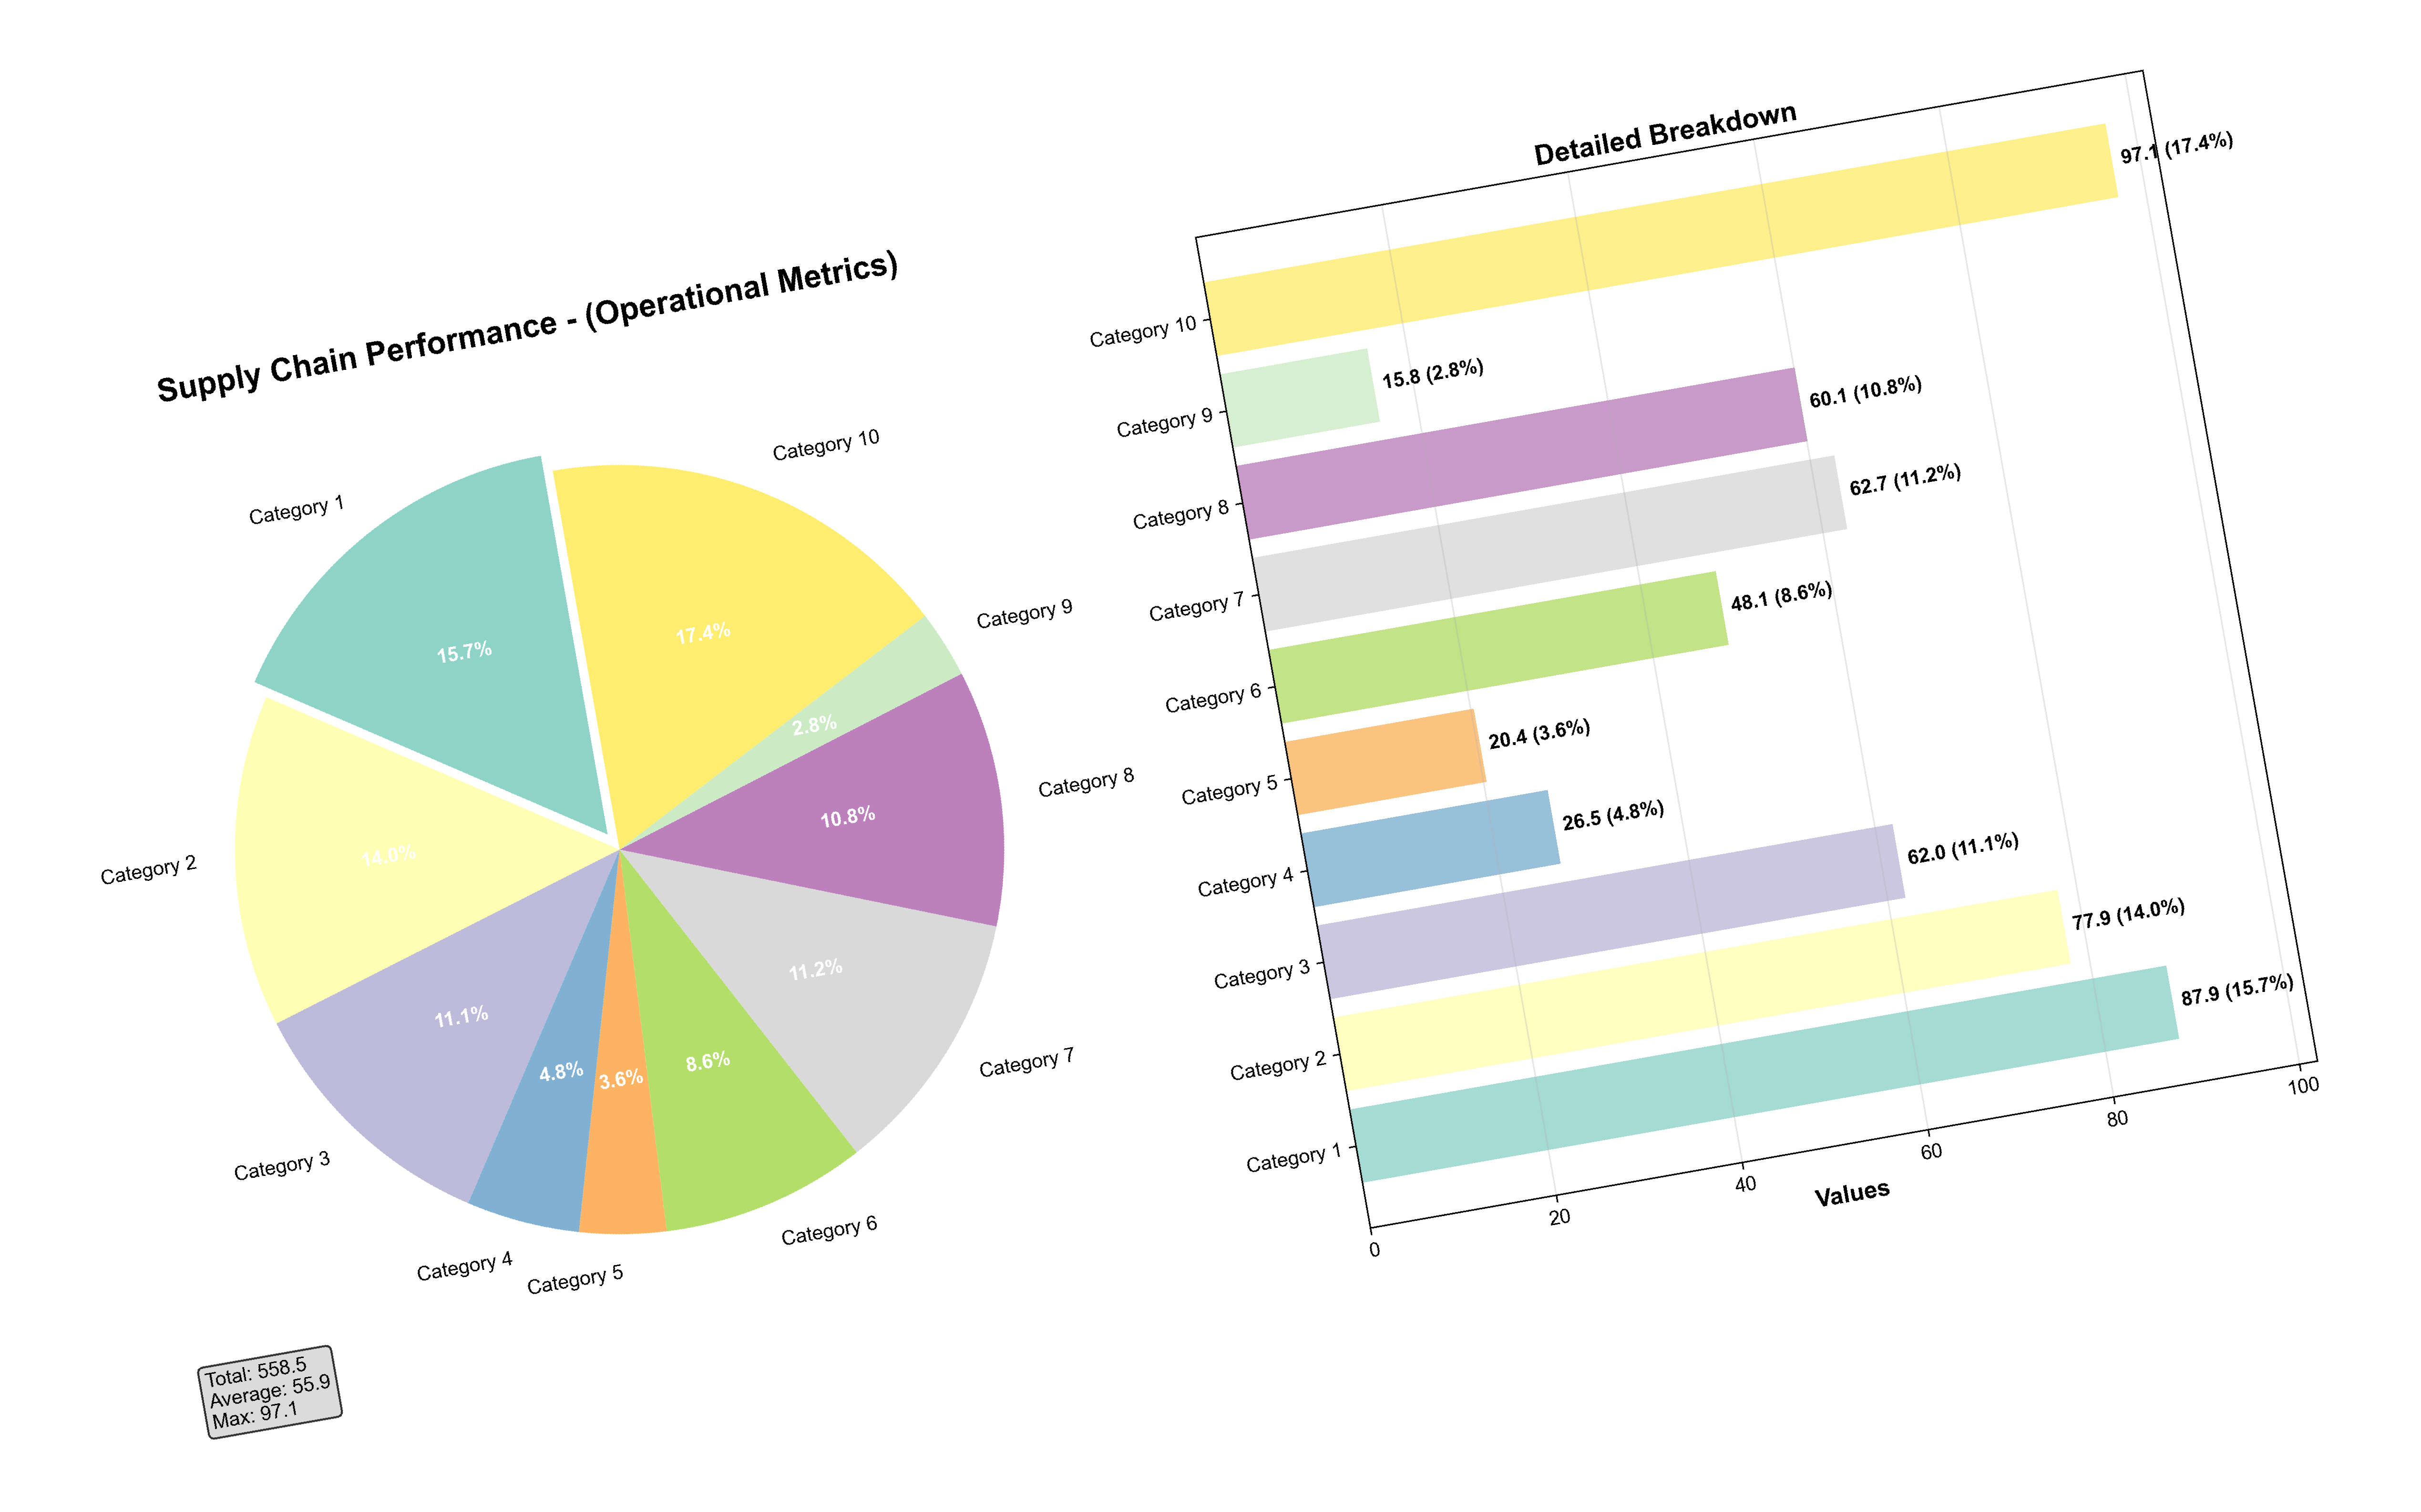 Supply Chain Performance - (Operational Metrics)
Category 1
Category 2
Category 3
Category 4
Category 5
Category 6
Category 7
Category 8
Category 9
Category 10
15.7%
14.0%
11.1%
4.8%
3.6%
8.6%
11.2%
10.8%
2.8%
17.4%
Total: 558.5
Average: 55.9
Max: 97.1
Detailed Breakdown
Category 10
97.1 (17.4%)
Category 9
15.8 (2.8%)
Category 8
60.1 (10.8%)
Category 7
62.7 (11.2%)
Category 6
48.1 (8.6%)
Category 5
20.4 (3.6%)
Category 4
26.5 (4.8%)
Category 3
62.0 (11.1%)
Category 2
77.9 (14.0%)
Category 1
87.9 (15.7%)
0
20
40
60
80
100
Values